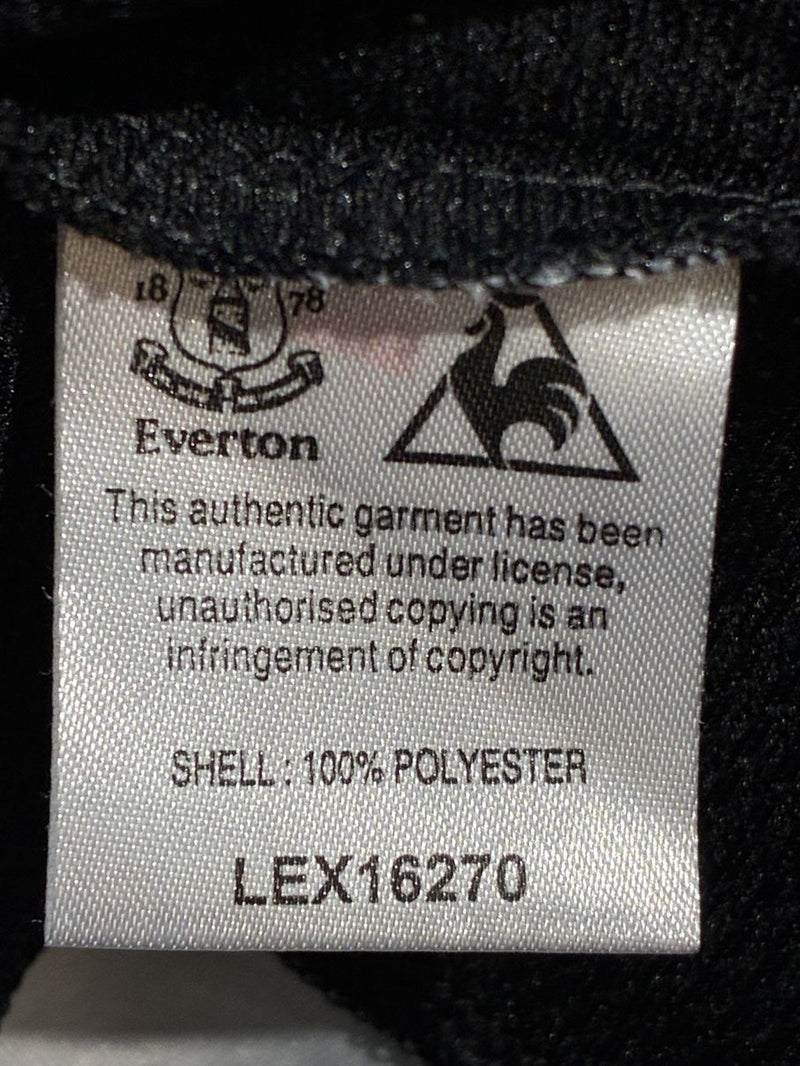 18 78
Everton
This authentic garment has been
manufactured under license,
unauthorised copying is an
infringement of copyright.
SHELL : 100% POLYESTER
LEX16270